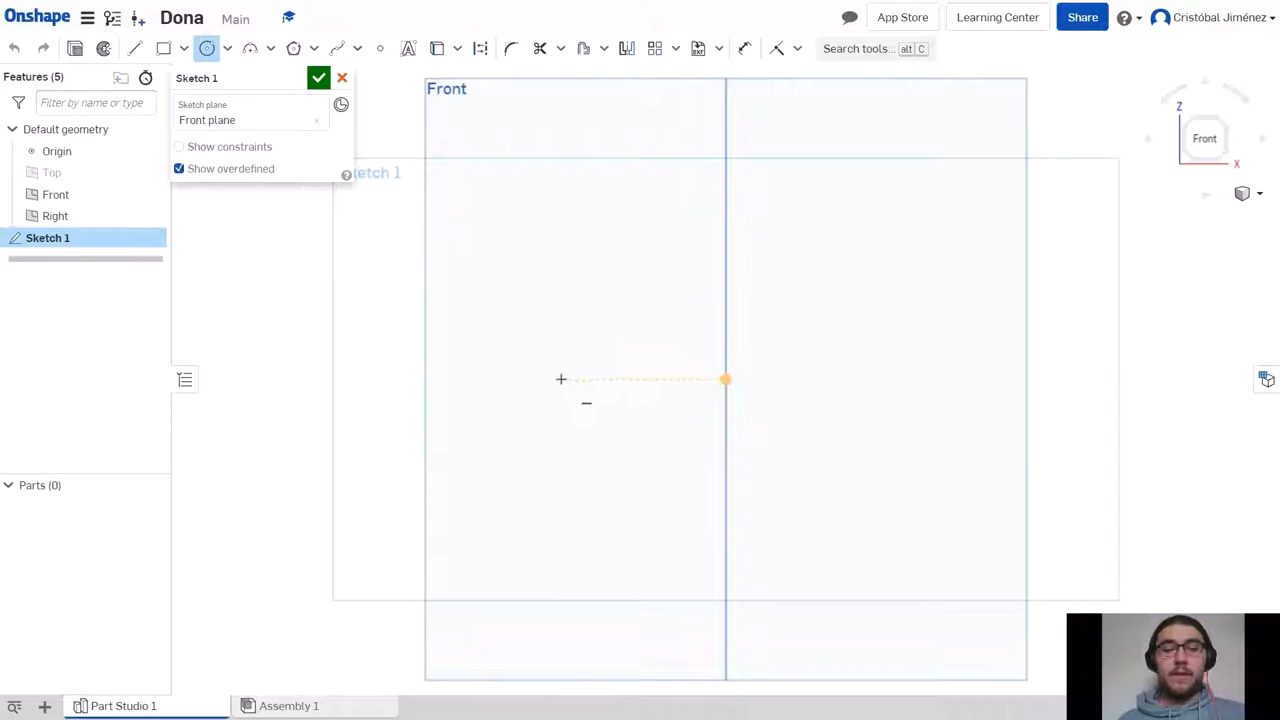 Onshape
Dona
Main
App Store
Learning Center
Share
Cristóbal Jiménez
Search tools...
alt
C
Features (5)
Filter by name or type
Default geometry
Origin
Top
Front
Right
Sketch 1
Sketch 1
Sketch plane
Front plane
Show constraints
Show overdefined
Front
ketch 1
Z
Front
X
Parts (0)
Part Studio 1
Assembly 1